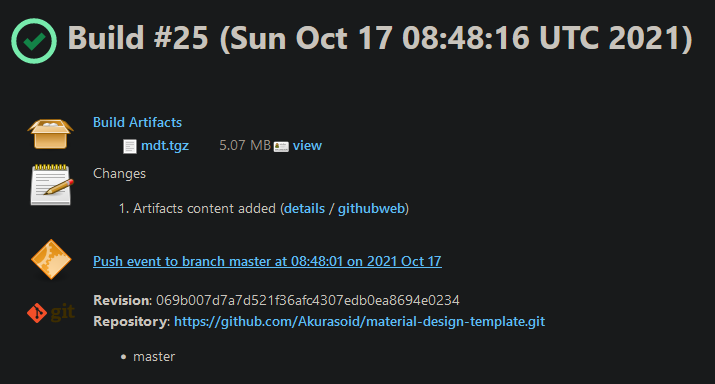 Build #25 (Sun Oct 17 08:48:16 UTC 2021)
Build Artifacts
mdt.tgz 5.07 MB view
Changes
1. Artifacts content added (details / githubweb)
Push event to branch master at 08:48:01 on 2021 Oct 17
git
Revision: 069b007d7a7d521f36afc4307edb0ea8694e0234
Repository: https://github.com/Akurasoid/material-design-template.git
• master